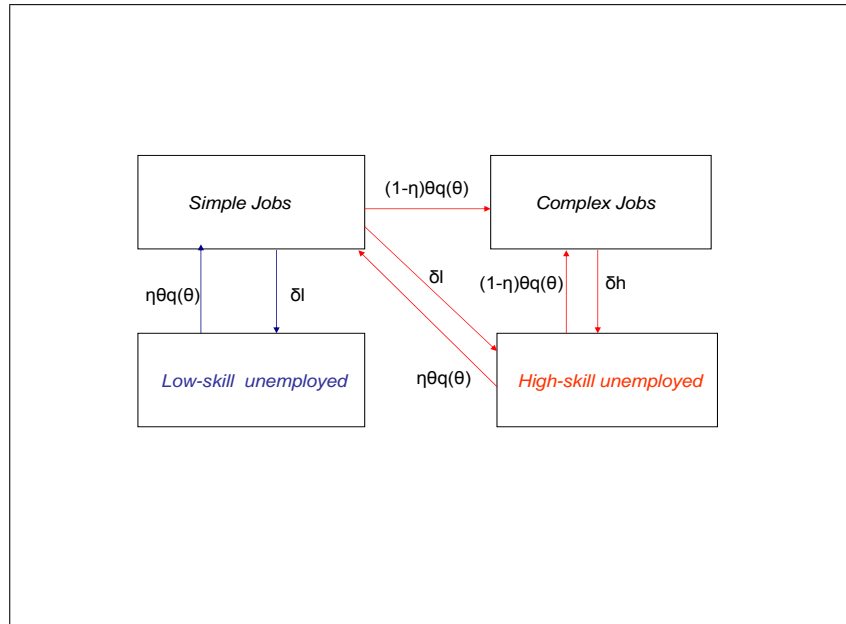 Simple Jobs
(1-η)θq(θ)
Complex Jobs
ηθq(θ)
δl
δl
(1-η)θq(θ)
δh
ηθq(θ)
Low-skill unemployed
High-skill unemployed